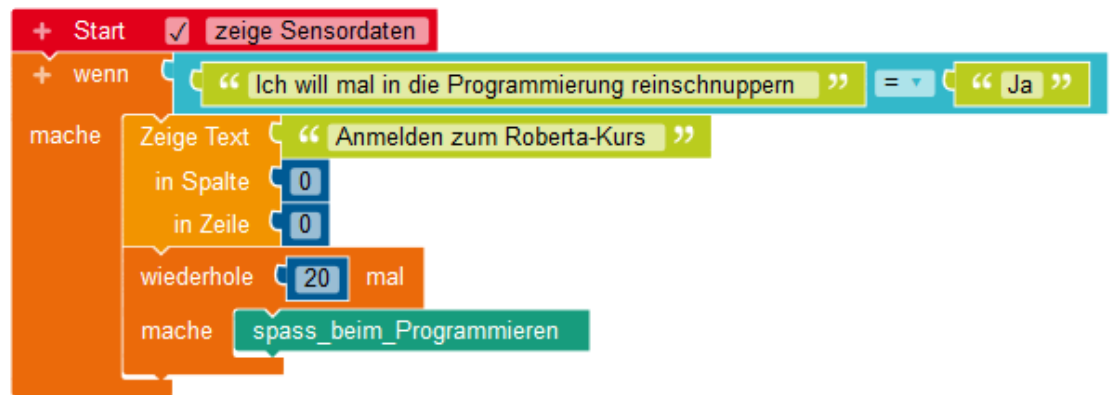 + Start ✓ zeige Sensordaten
+ wenn “ Ich will mal in die Programmierung reinschnuppern ” = “ Ja ”
mache Zeige Text “ Anmelden zum Roberta-Kurs ”
in Spalte 0
in Zeile 0
wiederhole 20 mal
mache spass_beim_Programmieren